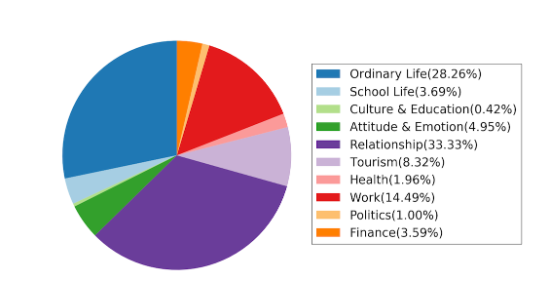 Ordinary Life(28.26%)
School Life(3.69%)
Culture & Education(0.42%)
Attitude & Emotion(4.95%)
Relationship(33.33%)
Tourism(8.32%)
Health(1.96%)
Work(14.49%)
Politics(1.00%)
Finance(3.59%)